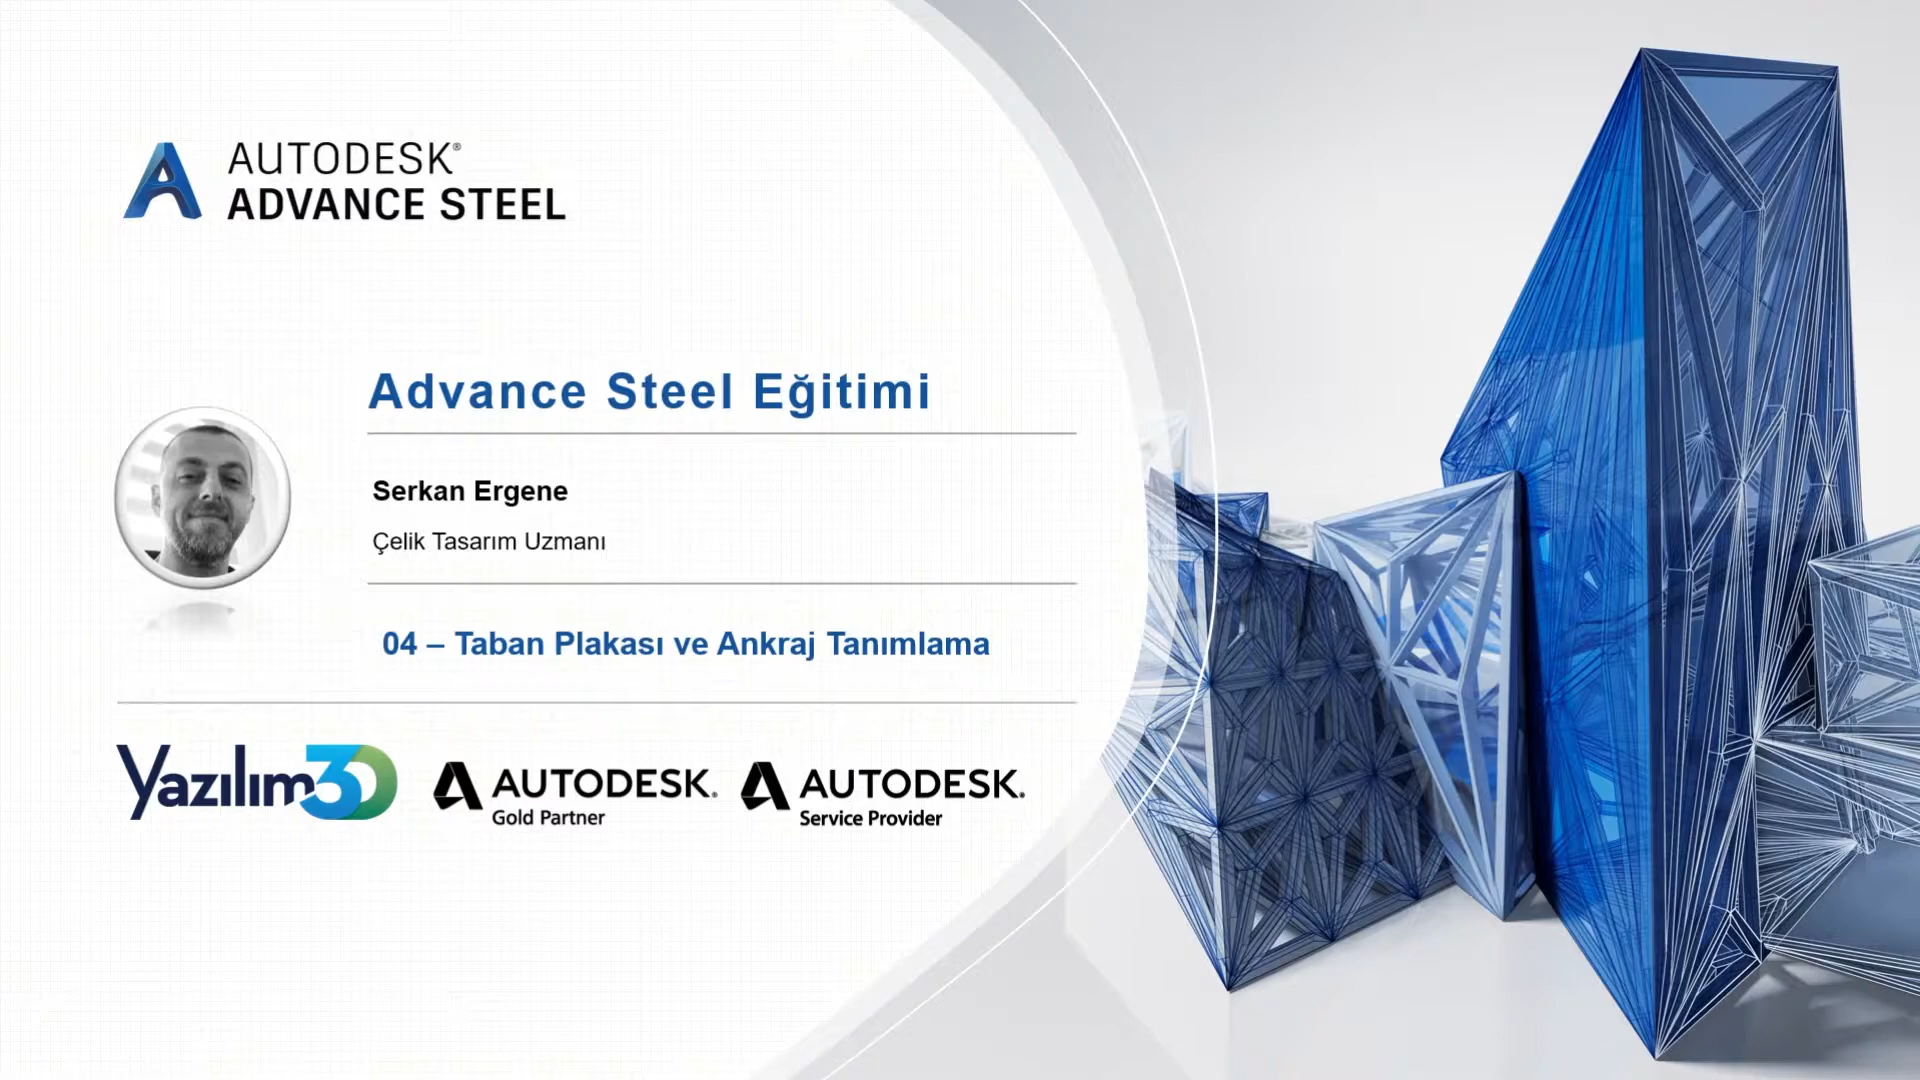 AUTODESK®
ADVANCE STEEL
Advance Steel Eğitimi
Serkan Ergene
Çelik Tasarım Uzmanı
04 – Taban Plakası ve Ankraj Tanımlama
Yazılım3D
AUTODESK®
Gold Partner
AUTODESK®
Service Provider